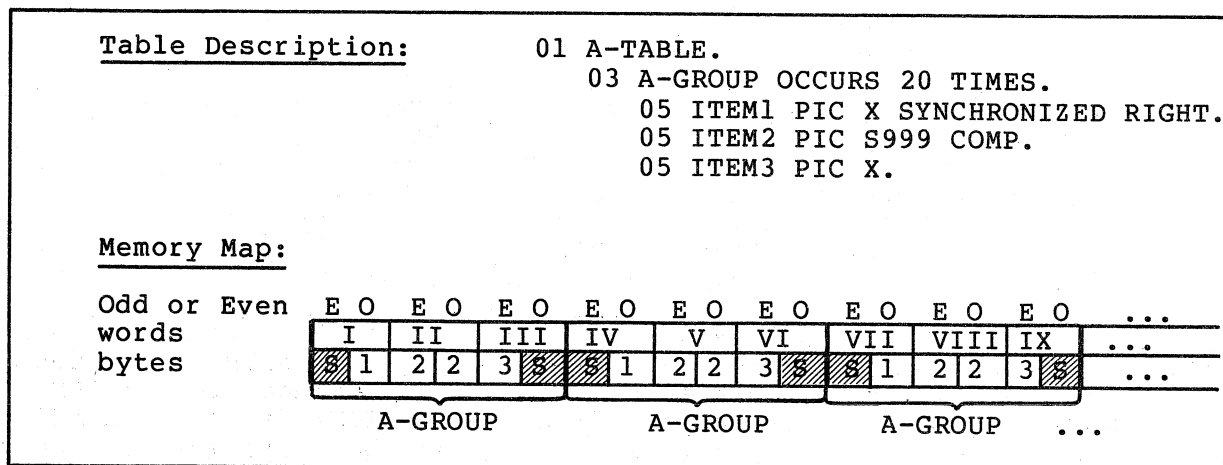 Table Description: 01 A-TABLE.
03 A-GROUP OCCURS 20 TIMES.
05 ITEM1 PIC X SYNCHRONIZED RIGHT.
05 ITEM2 PIC S999 COMP.
05 ITEM3 PIC X.
Memory Map:
Odd or Even E O E O E O E O E O E O E O E O E O ...
words I II III IV V VI VII VIII IX ...
bytes S 1 2 2 3 S S 1 2 2 3 S S 1 2 2 3 S ...
A-GROUP A-GROUP A-GROUP ...